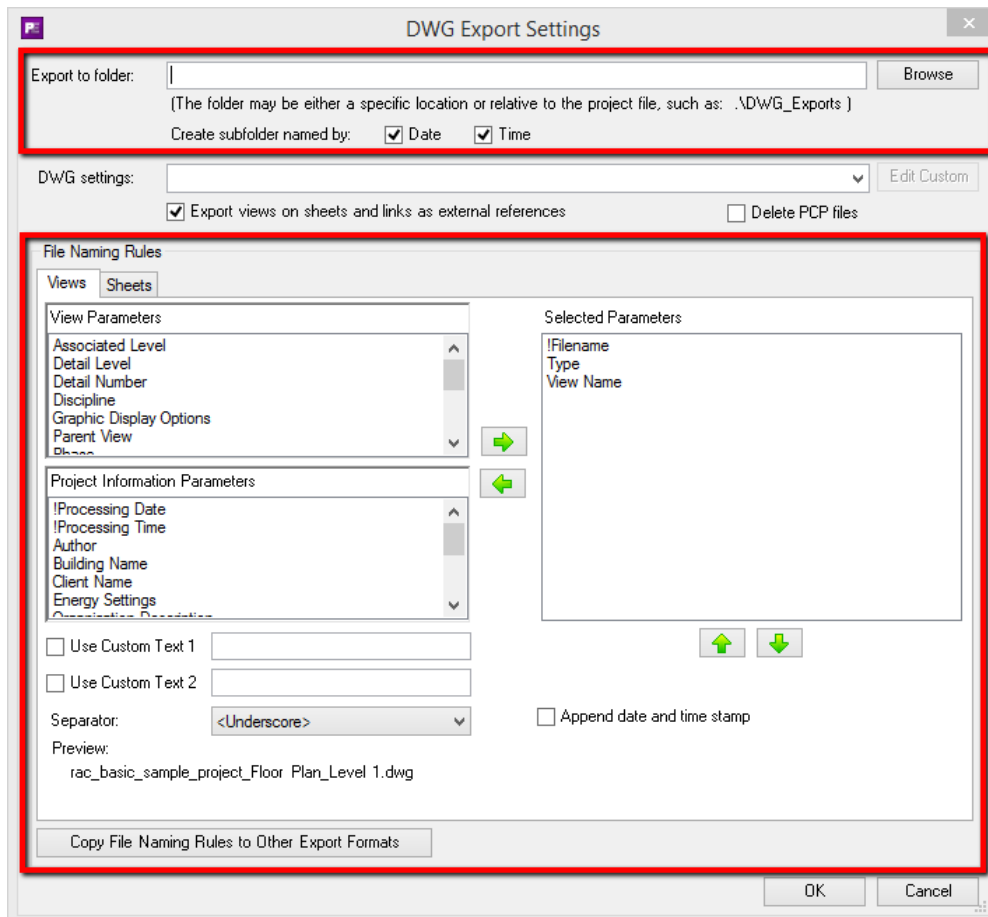 PE
DWG Export Settings
Export to folder:
Browse
(The folder may be either a specific location or relative to the project file, such as: .\DWG_Exports )
Create subfolder named by:
Date
Time
DWG settings:
Edit Custom
Export views on sheets and links as external references
Delete PCP files
File Naming Rules
Views
Sheets
View Parameters
Associated Level
Detail Level
Detail Number
Discipline
Graphic Display Options
Parent View
Phase
Project Information Parameters
!Processing Date
!Processing Time
Author
Building Name
Client Name
Energy Settings
Organization Description
Selected Parameters
!Filename
Type
View Name
Use Custom Text 1
Use Custom Text 2
Separator:
<Underscore>
Append date and time stamp
Preview:
rac_basic_sample_project_Floor Plan_Level 1.dwg
Copy File Naming Rules to Other Export Formats
OK
Cancel